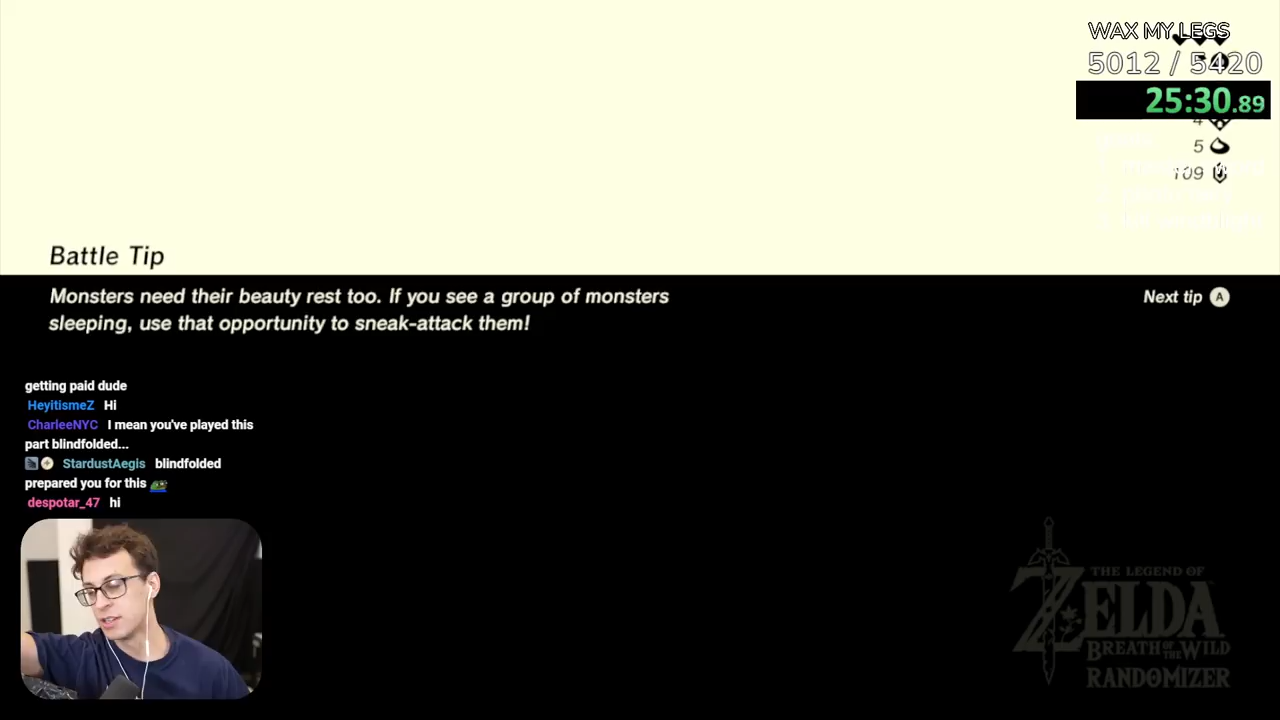 WAX MY LEGS
5012 / 5420
25:30.89
4
5
109
Battle Tip
Monsters need their beauty rest too. If you see a group of monsters
sleeping, use that opportunity to sneak-attack them!
Next tip A
getting paid dude
HeyitismeZ Hi
CharleeNYC I mean you've played this
part blindfolded...
StardustAegis blindfolded
prepared you for this
despotar_47 hi
THE LEGEND OF
ZELDA
BREATH OF THE WILD
RANDOMIZER